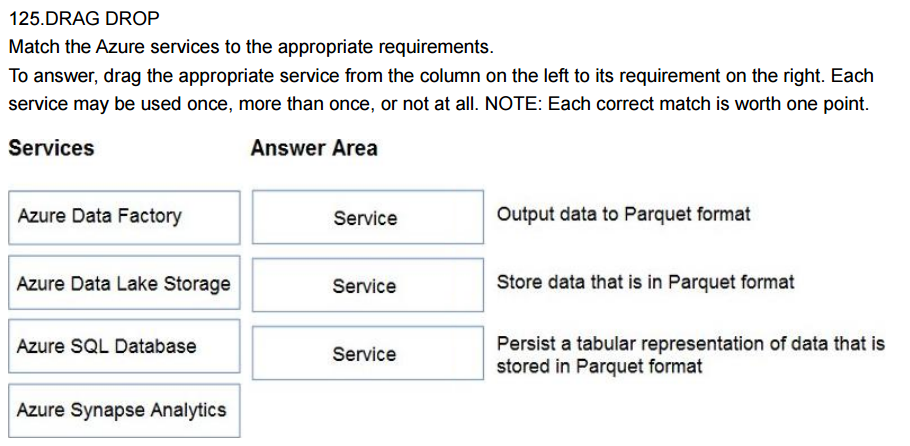 125.DRAG DROP
Match the Azure services to the appropriate requirements.
To answer, drag the appropriate service from the column on the left to its requirement on the right. Each
service may be used once, more than once, or not at all. NOTE: Each correct match is worth one point.
Services
Answer Area
Azure Data Factory
Service
Output data to Parquet format
Azure Data Lake Storage
Service
Store data that is in Parquet format
Azure SQL Database
Service
Persist a tabular representation of data that is
stored in Parquet format
Azure Synapse Analytics